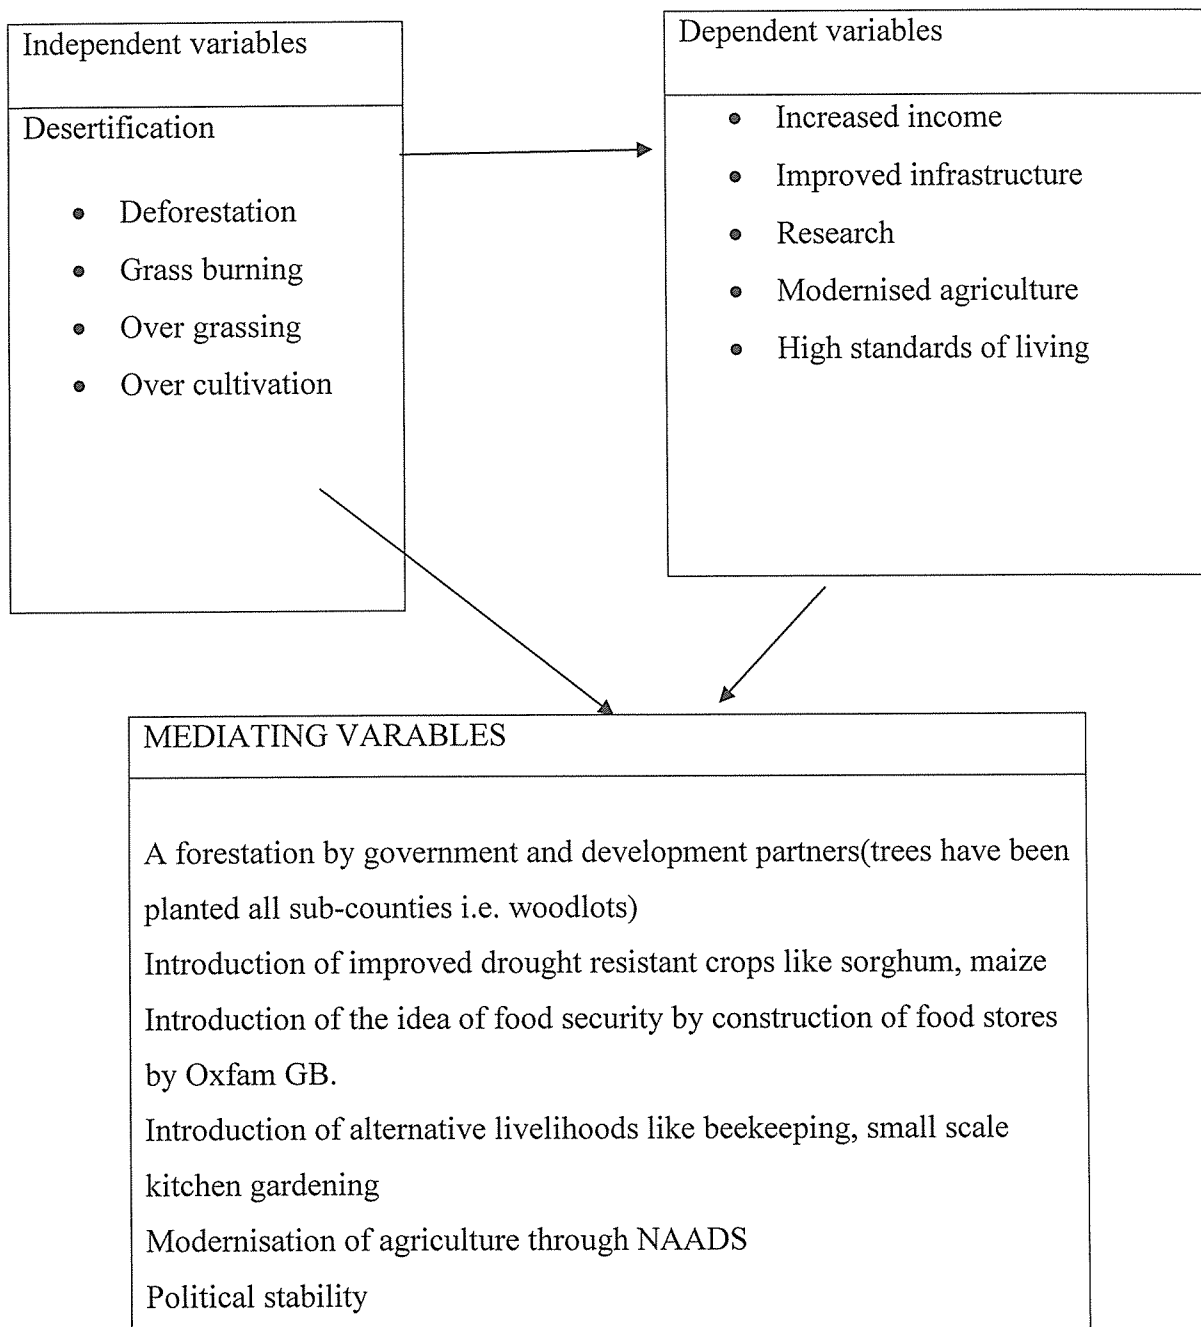 Independent variables
Desertification
• Deforestation
• Grass burning
• Over grassing
• Over cultivation
Dependent variables
• Increased income
• Improved infrastructure
• Research
• Modernised agriculture
• High standards of living
MEDIATING VARABLES
A forestation by government and development partners(trees have been
planted all sub-counties i.e. woodlots)
Introduction of improved drought resistant crops like sorghum, maize
Introduction of the idea of food security by construction of food stores
by Oxfam GB.
Introduction of alternative livelihoods like beekeeping, small scale
kitchen gardening
Modernisation of agriculture through NAADS
Political stability